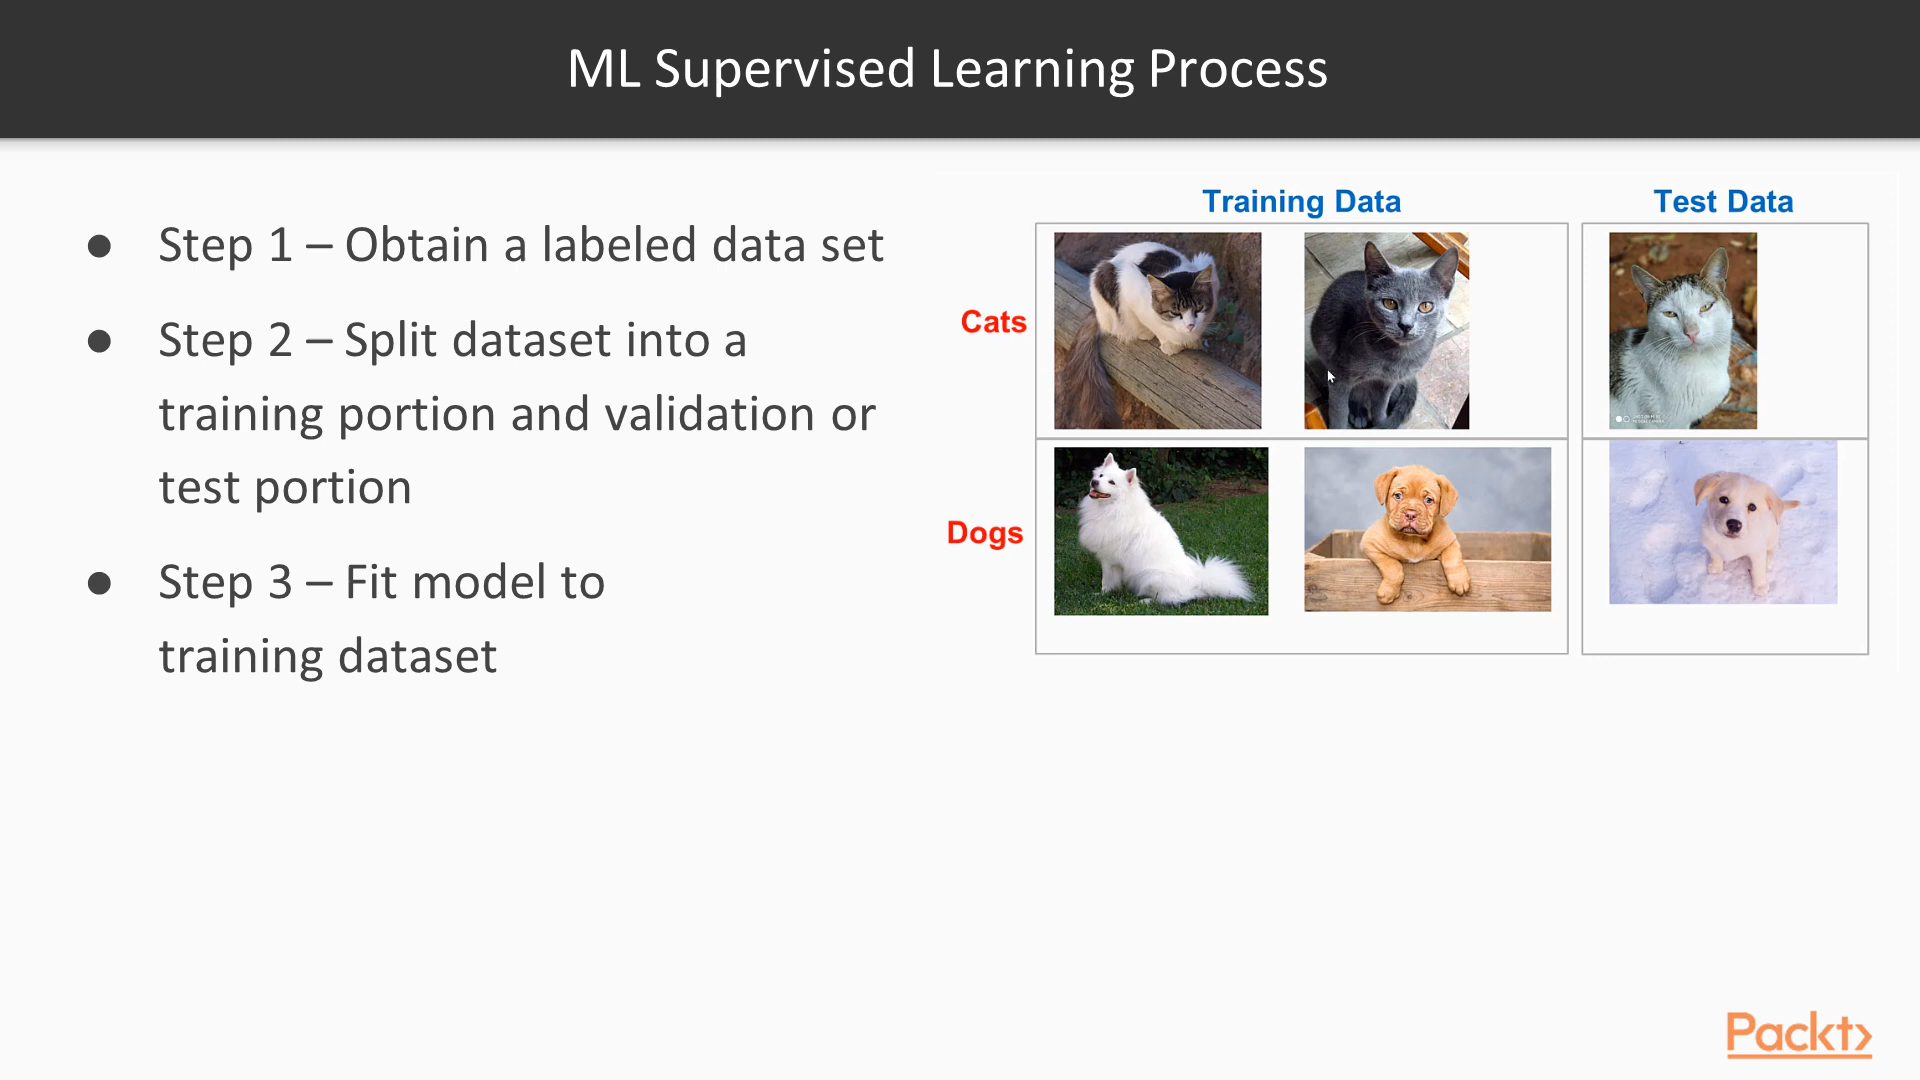 ML Supervised Learning Process
● Step 1 – Obtain a labeled data set
● Step 2 – Split dataset into a
training portion and validation or
test portion
● Step 3 – Fit model to
training dataset
Training Data
Test Data
Cats
Dogs
Packt>